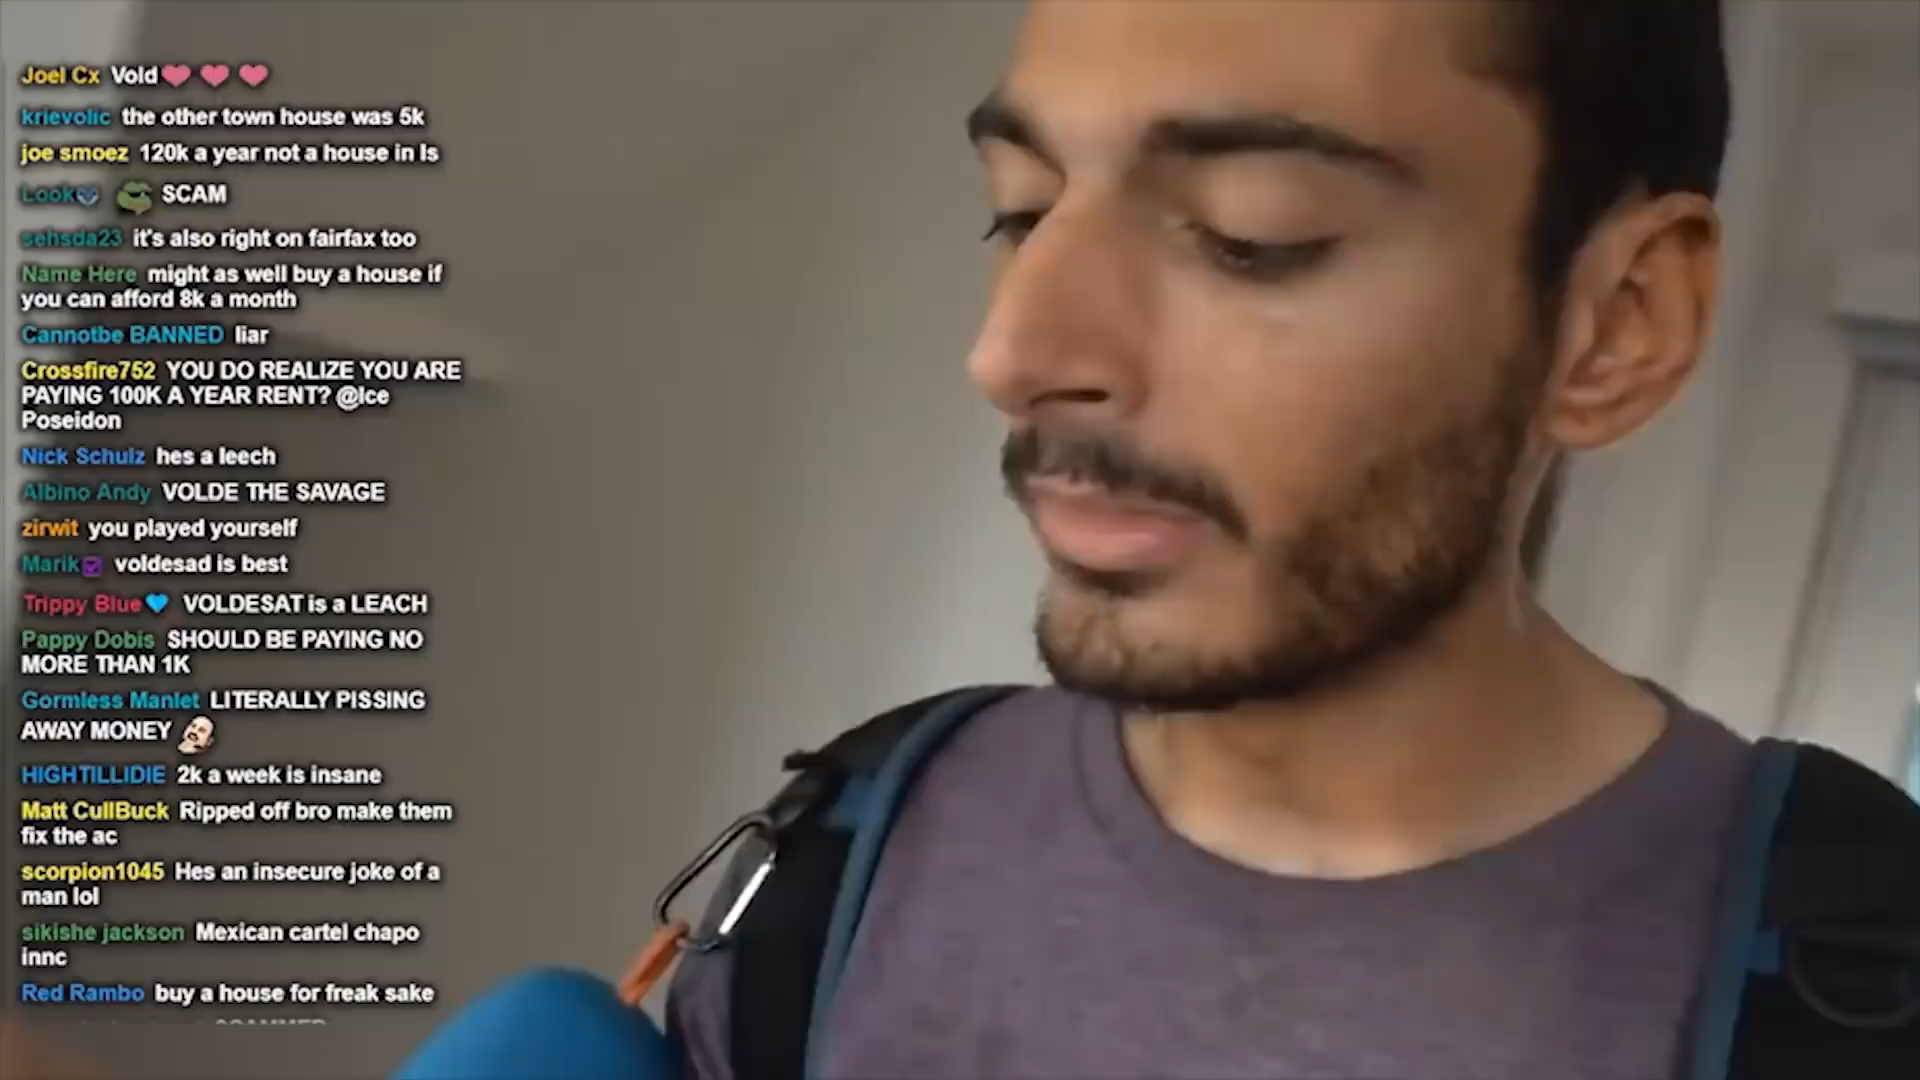 Joel Cx Vold
krievolic the other town house was 5k
joe smoez 120k a year not a house in ls
Look SCAM
sehsda23 it's also right on fairfax too
Name Here might as well buy a house if
you can afford 8k a month
Cannotbe BANNED liar
Crossfire752 YOU DO REALIZE YOU ARE
PAYING 100K A YEAR RENT? @Ice
Poseidon
Nick Schulz hes a leech
Albino Andy VOLDE THE SAVAGE
zirwit you played yourself
Marik voldesad is best
Trippy Blue VOLDESAT is a LEACH
Pappy Dobis SHOULD BE PAYING NO
MORE THAN 1K
Gormless Manlet LITERALLY PISSING
AWAY MONEY
HIGHTILLIDIE 2k a week is insane
Matt CullBuck Ripped off bro make them
fix the ac
scorpion1045 Hes an insecure joke of a
man lol
sikishe jackson Mexican cartel chapo
innc
Red Rambo buy a house for freak sake